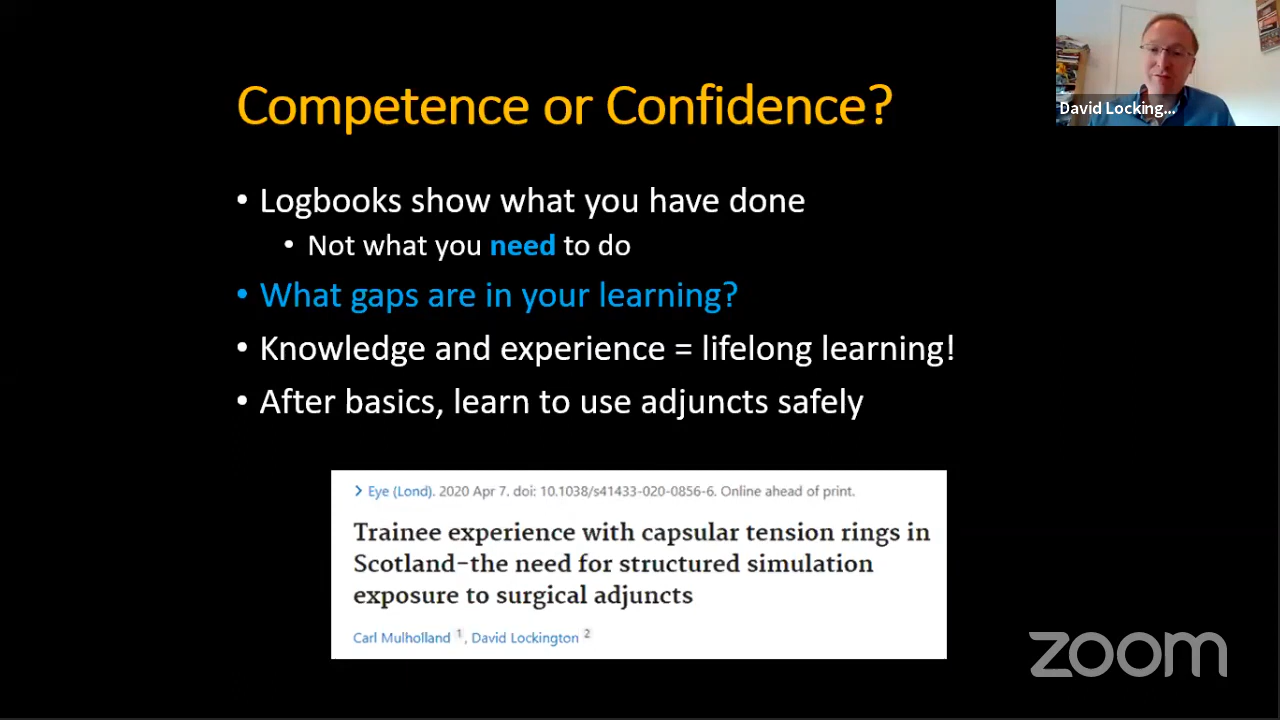 Competence or Confidence?
David Locking...
• Logbooks show what you have done
• Not what you need to do
• What gaps are in your learning?
• Knowledge and experience = lifelong learning!
• After basics, learn to use adjuncts safely
> Eye (Lond). 2020 Apr 7. doi: 10.1038/s41433-020-0856-6. Online ahead of print.
Trainee experience with capsular tension rings in
Scotland-the need for structured simulation
exposure to surgical adjuncts
Carl Mulholland 1, David Lockington 2
zoom